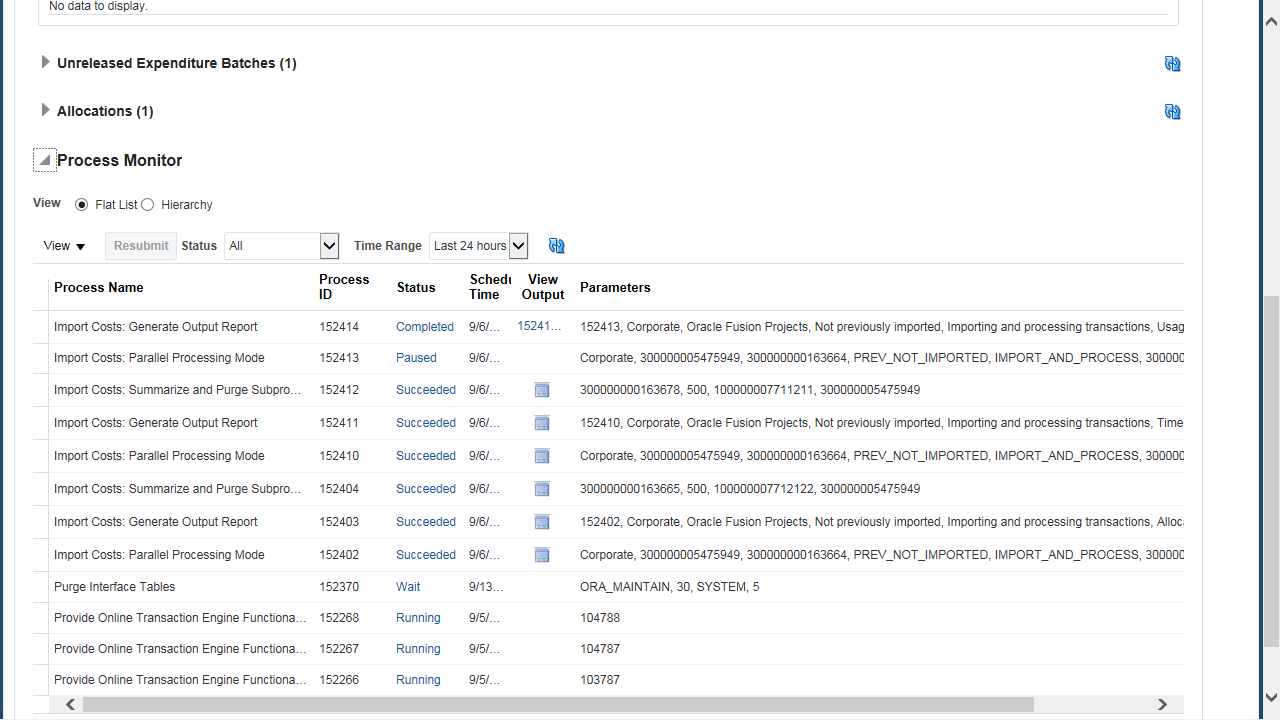 No data to display.
Unreleased Expenditure Batches (1)
Allocations (1)
Process Monitor
View Flat List Hierarchy
View Resubmit Status All Time Range Last 24 hours
Process Name Process ID Status Schedu Time View Output Parameters
Import Costs: Generate Output Report 152414 Completed 9/6/... 15241... 152413, Corporate, Oracle Fusion Projects, Not previously imported, Importing and processing transactions, Usag
Import Costs: Parallel Processing Mode 152413 Paused 9/6/... Corporate, 300000005475949, 300000000163664, PREV_NOT_IMPORTED, IMPORT_AND_PROCESS, 300000
Import Costs: Summarize and Purge Subpro... 152412 Succeeded 9/6/... 300000000163678, 500, 100000007711211, 300000005475949
Import Costs: Generate Output Report 152411 Succeeded 9/6/... 152410, Corporate, Oracle Fusion Projects, Not previously imported, Importing and processing transactions, Time
Import Costs: Parallel Processing Mode 152410 Succeeded 9/6/... Corporate, 300000005475949, 300000000163664, PREV_NOT_IMPORTED, IMPORT_AND_PROCESS, 300000
Import Costs: Summarize and Purge Subpro... 152404 Succeeded 9/6/... 300000000163665, 500, 100000007712122, 300000005475949
Import Costs: Generate Output Report 152403 Succeeded 9/6/... 152402, Corporate, Oracle Fusion Projects, Not previously imported, Importing and processing transactions, Alloc
Import Costs: Parallel Processing Mode 152402 Succeeded 9/6/... Corporate, 300000005475949, 300000000163664, PREV_NOT_IMPORTED, IMPORT_AND_PROCESS, 300000
Purge Interface Tables 152370 Wait 9/13... ORA_MAINTAIN, 30, SYSTEM, 5
Provide Online Transaction Engine Functiona... 152268 Running 9/5/... 104788
Provide Online Transaction Engine Functiona... 152267 Running 9/5/... 104787
Provide Online Transaction Engine Functiona... 152266 Running 9/5/... 103787